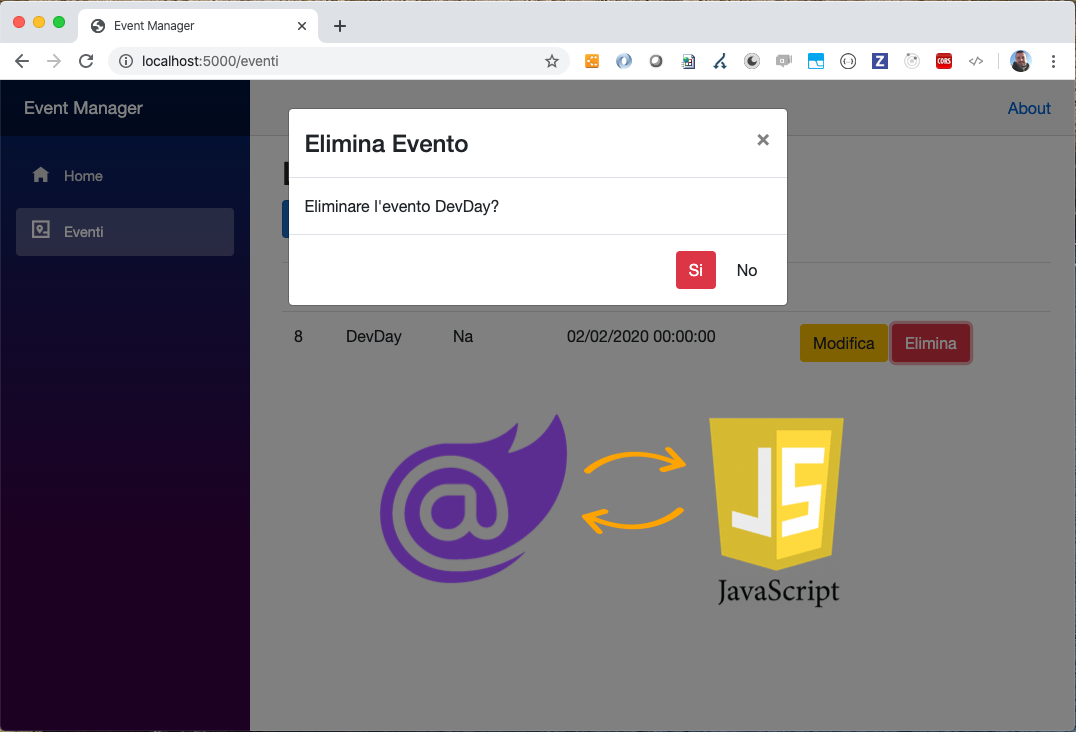 Event Manager
localhost:5000/eventi
CORS
Event Manager
About
Elimina Evento
×
Home
Eliminare l'evento DevDay?
Eventi
Si No
8 DevDay Na 02/02/2020 00:00:00 Modifica Elimina
@
JS
JavaScript